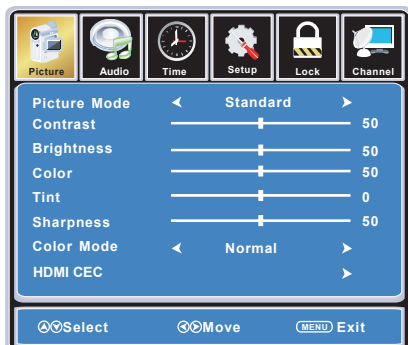 Picture Audio Time Setup Lock Channel
Picture Mode Standard
Contrast 50
Brightness 50
Color 50
Tint 0
Sharpness 50
Color Mode Normal
HDMI CEC
Select Move MENU Exit